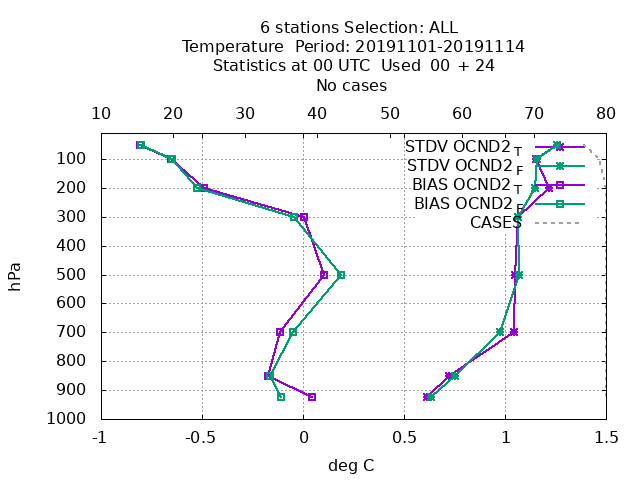 6 stations Selection: ALL
Temperature  Period: 20191101-20191114
Statistics at 00 UTC  Used  00 + 24
No cases
10 20 30 40 50 60 70 80
STDV OCND2 T
STDV OCND2 F
BIAS OCND2 T
BIAS OCND2 F
CASES
hPa
100
200
300
400
500
600
700
800
900
1000
-1 -0.5 0 0.5 1 1.5
deg C